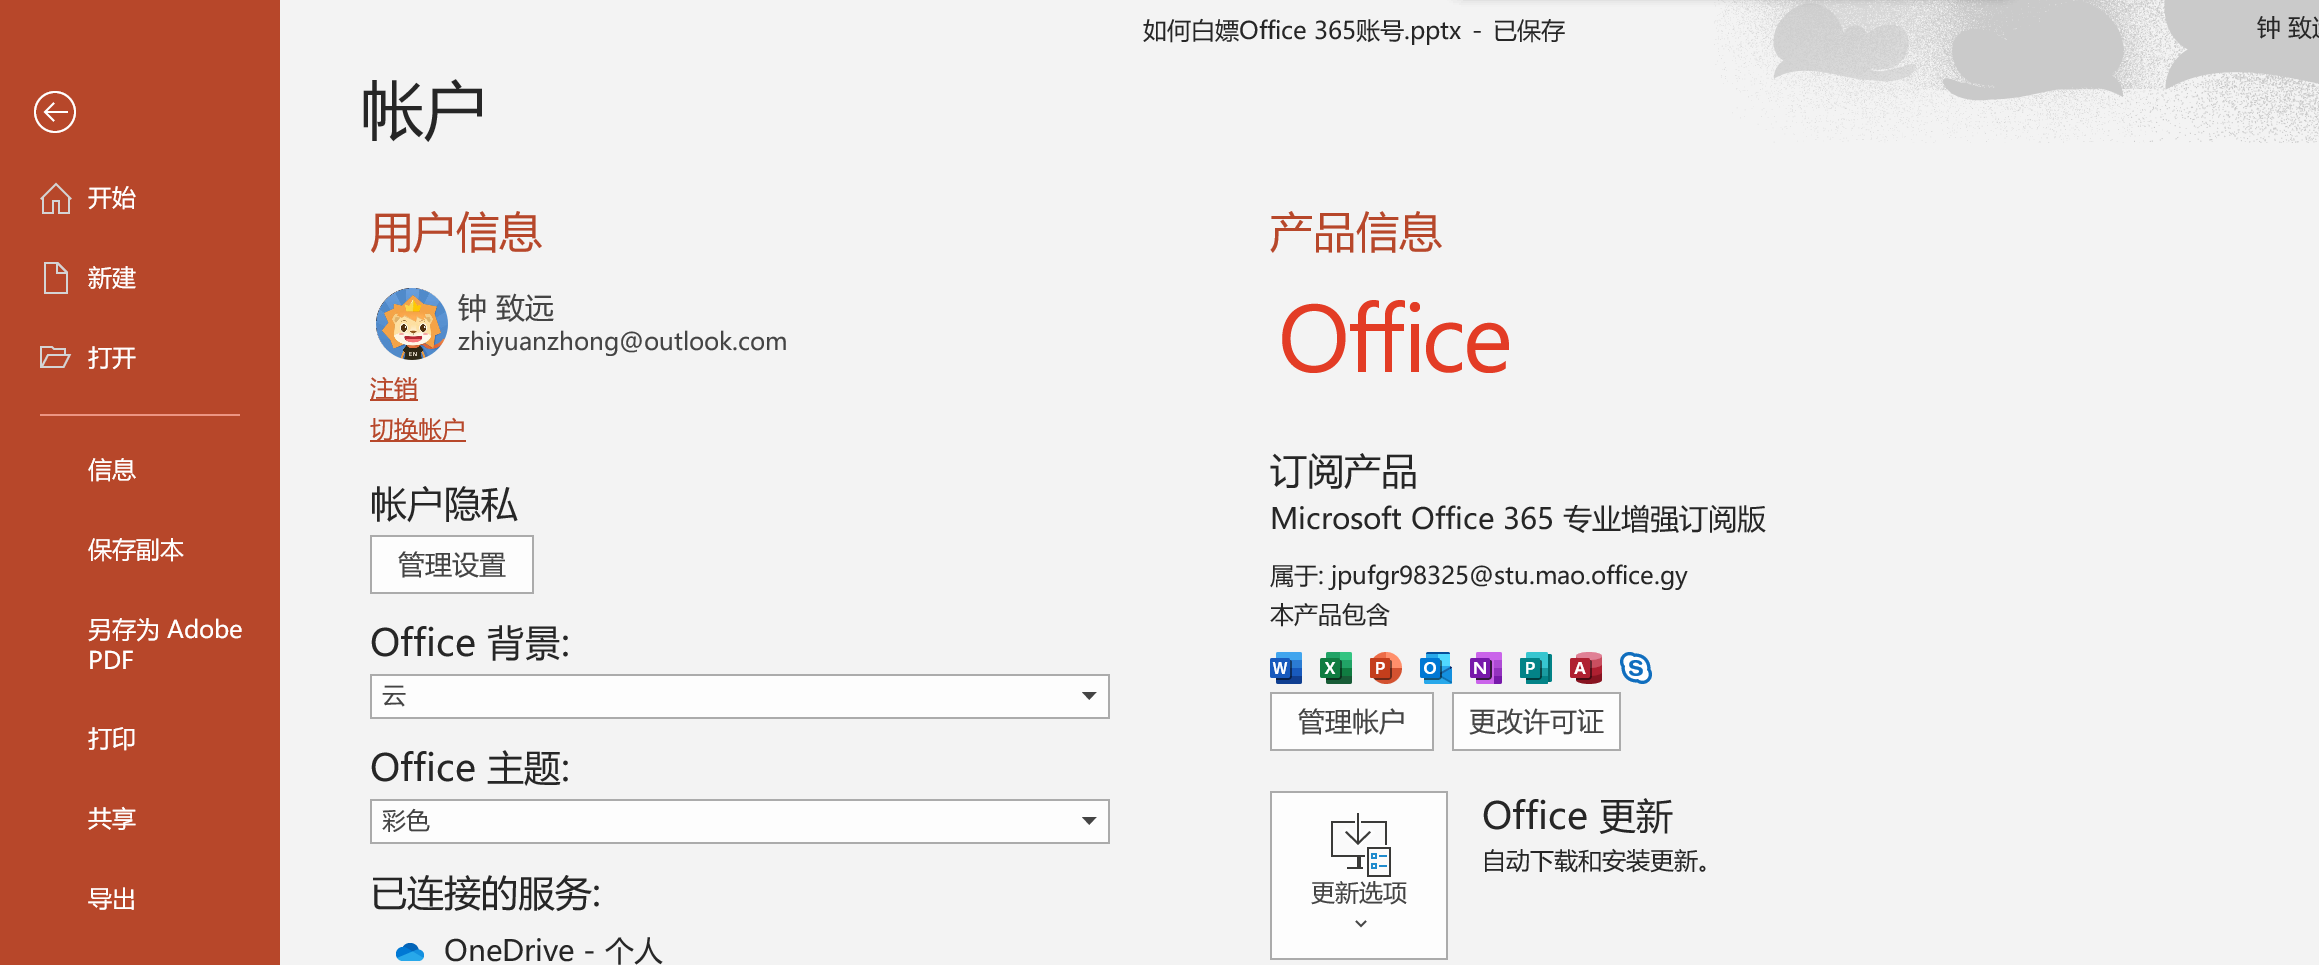 如何白嫖Office 365账号.pptx - 已保存
钟 致
帐户
开始
新建
打开
信息
保存副本
另存为 Adobe
PDF
打印
共享
导出
用户信息
钟 致远
zhiyuanzhong@outlook.com
EN
注销
切换帐户
帐户隐私
管理设置
Office 背景:
云
Office 主题:
彩色
已连接的服务:
OneDrive - 个人
产品信息
Office
订阅产品
Microsoft Office 365 专业增强订阅版
属于: jpufgr98325@stu.mao.office.gy
本产品包含
W X P O N P A S
管理帐户 更改许可证
更新选项
Office 更新
自动下载和安装更新。